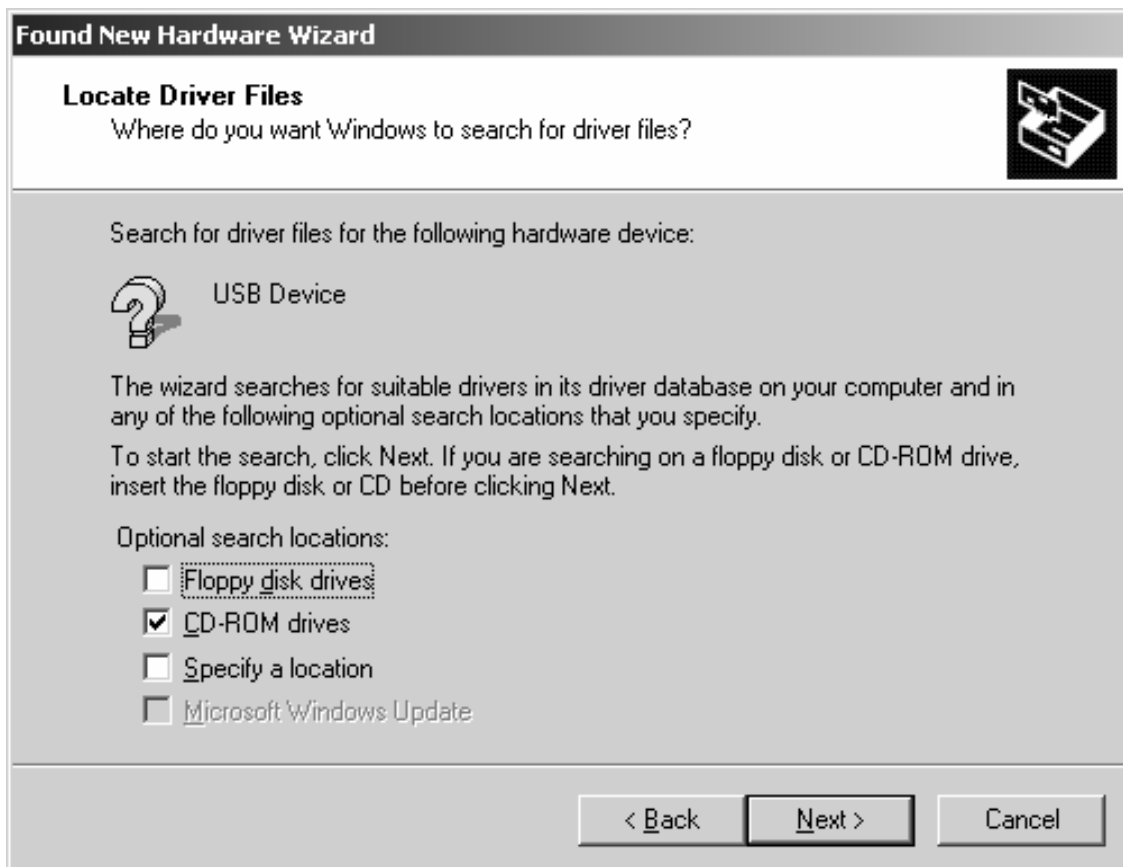 Found New Hardware Wizard
Locate Driver Files
Where do you want Windows to search for driver files?
Search for driver files for the following hardware device:
USB Device
The wizard searches for suitable drivers in its driver database on your computer and in
any of the following optional search locations that you specify.
To start the search, click Next. If you are searching on a floppy disk or CD-ROM drive,
insert the floppy disk or CD before clicking Next.
Optional search locations:
Floppy disk drives
CD-ROM drives
Specify a location
Microsoft Windows Update
< Back Next > Cancel